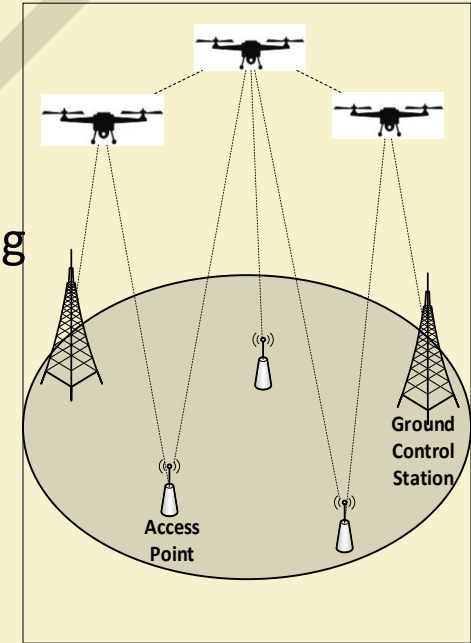 g
Ground
Control
Station
Access
Point